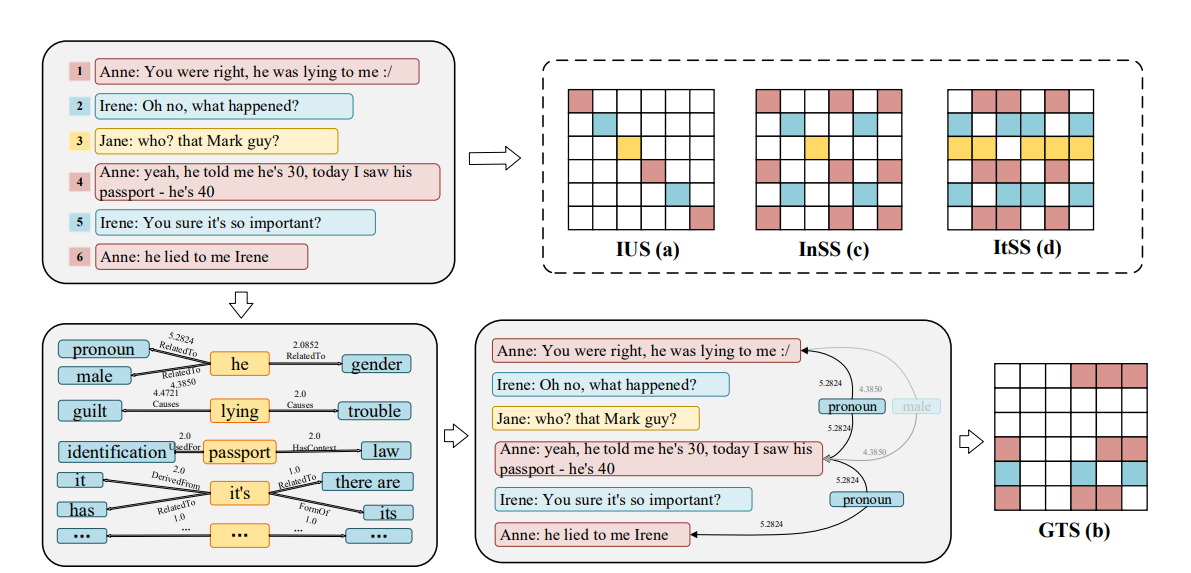 1 Anne: You were right, he was lying to me :/
2 Irene: Oh no, what happened?
3 Jane: who? that Mark guy?
4 Anne: yeah, he told me he's 30, today I saw his
passport - he's 40
5 Irene: You sure it's so important?
6 Anne: he lied to me Irene
IUS (a)
InSS (c)
ItSS (d)
pronoun
5.2824
RelatedTo
male
RelatedTo
4.3850
he
2.0852
RelatedTo
gender
guilt
4.4721
Causes
lying
2.0
Causes
trouble
identification
2.0
UsedFor
passport
2.0
HasContext
law
it
2.0
DerivedFrom
has
RelatedTo
1.0
it's
1.0
RelatedTo
there are
FormOf
1.0
its
...
...
...
...
...
Anne: You were right, he was lying to me :/
Irene: Oh no, what happened?
Jane: who? that Mark guy?
Anne: yeah, he told me he's 30, today I saw his
passport - he's 40
Irene: You sure it's so important?
Anne: he lied to me Irene
5.2824
4.3850
pronoun
male
5.2824
4.3850
5.2824
pronoun
5.2824
GTS (b)